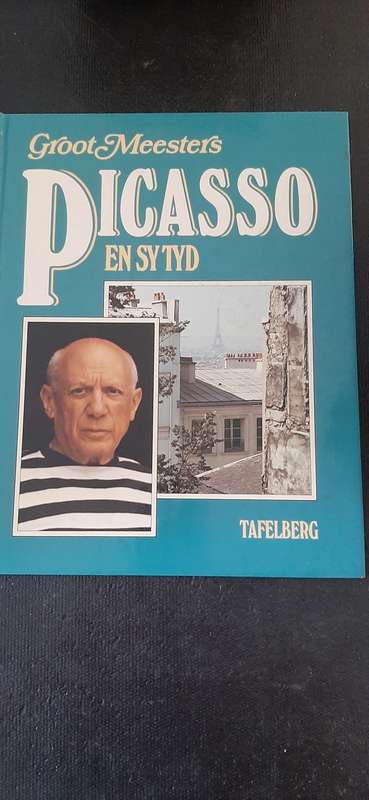 Groot Meesters
PICASSO
EN SY TYD
TAFELBERG